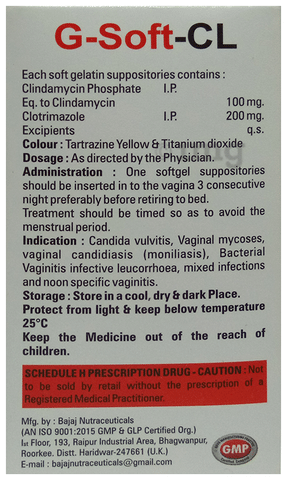 G-Soft-CL
Each soft gelatin suppositories contains :
Clindamycin Phosphate I.P.
Eq. to Clindamycin 100 mg.
Clotrimazole I.P. 200 mg.
Excipients q.s.
Colour : Tartrazine Yellow & Titanium dioxide
Dosage : As directed by the Physician.
Administration : One softgel suppositories
should be inserted in to the vagina 3 consecutive
night preferably before retiring to bed.
Treatment should be timed so as to avoid the
menstrual period.
Indication : Candida vulvitis, Vaginal mycoses,
vaginal candidiasis (moniliasis), Bacterial
Vaginitis infective leucorrhoea, mixed infections
and noon specific vaginitis.
Storage : Store in a cool, dry & dark Place.
Protect from light & keep below temperature
25°C
Keep the Medicine out of the reach of
children.
SCHEDULE H PRESCRIPTION DRUG - CAUTION : Not
to be sold by retail without the prescription of a
Registered Medical Practitioner.
Mfg. by : Bajaj Nutraceuticals
(AN ISO 9001:2015 GMP & GLP Certified Org.)
Ist Floor, 193, Raipur Industrial Area, Bhagwanpur,
Roorkee. Distt. Haridwar-247661 (U.K.)
E-mail : bajajnutraceuticals@gmail.com
GMP